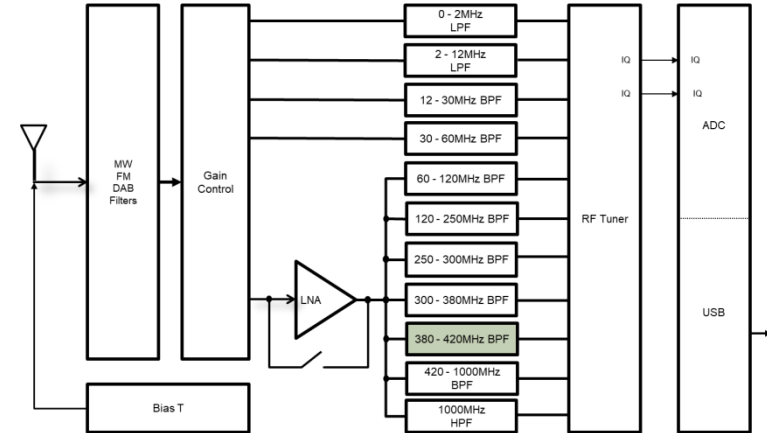 0 - 2MHz
LPF
2 - 12MHz
LPF
12 - 30MHz BPF
30 - 60MHz BPF
60 - 120MHz BPF
120 - 250MHz BPF
250 - 300MHz BPF
300 - 380MHz BPF
380 - 420MHz BPF
420 - 1000MHz
BPF
1000MHz
HPF
MW
FM
DAB
Filters
Gain
Control
LNA
Bias T
RF Tuner
IQ
IQ
IQ
IQ
ADC
USB